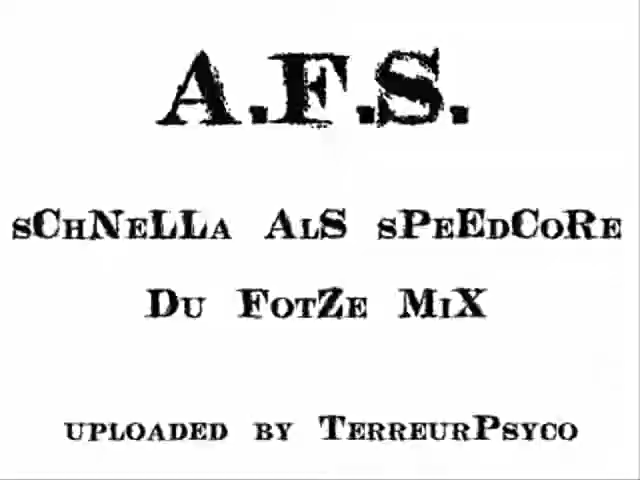 A.F.S.
sCHNeLLa AlS sPeEdCoRe
Du FotZe MiX
uploaded by TerreurPsyco